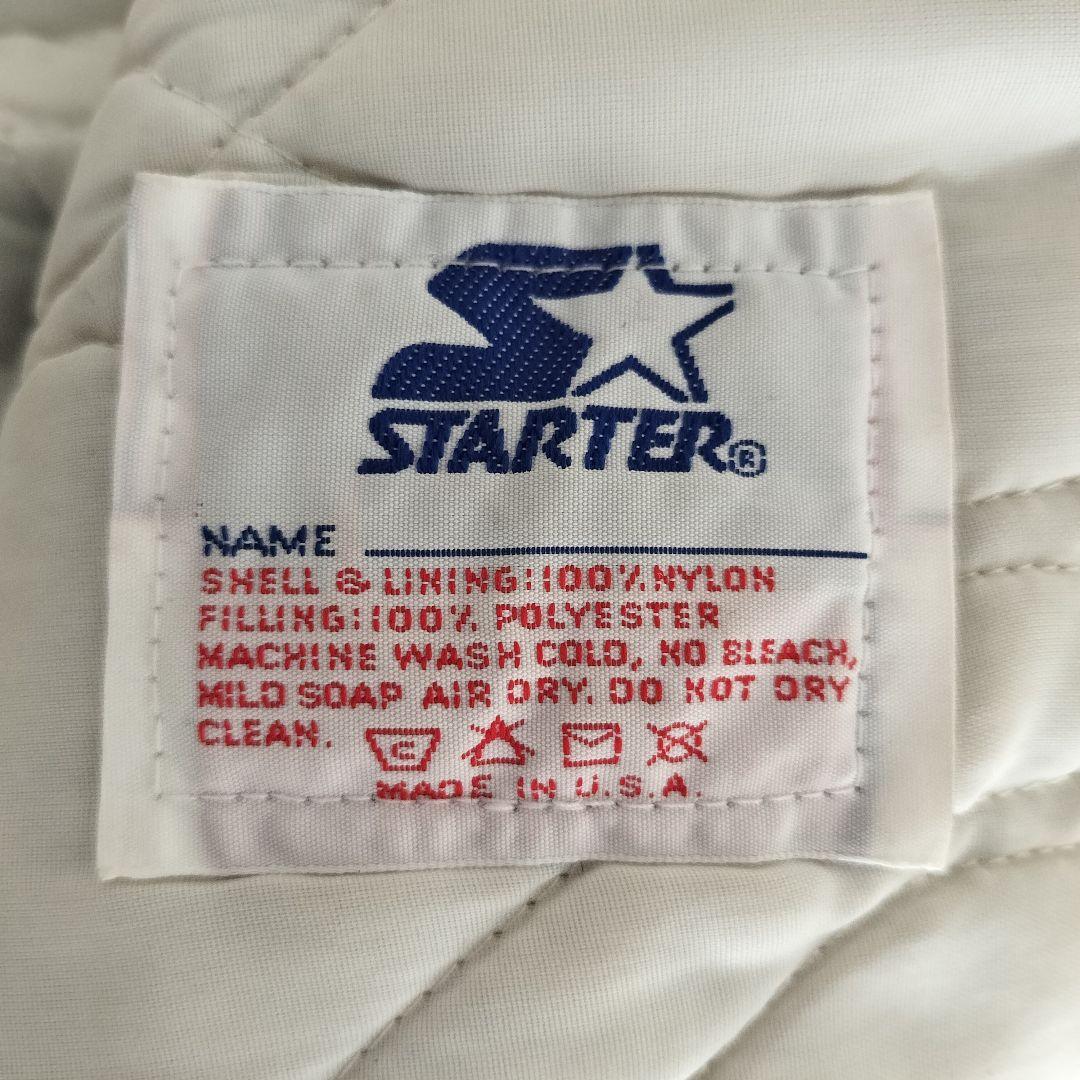 STARTER®
NAME
SHELL & LINING:100% NYLON
FILLING:100% POLYESTER
MACHINE WASH COLD, NO BLEACH,
MILD SOAP AIR DRY. DO NOT DRY
CLEAN.
C
MADE IN U.S.A.